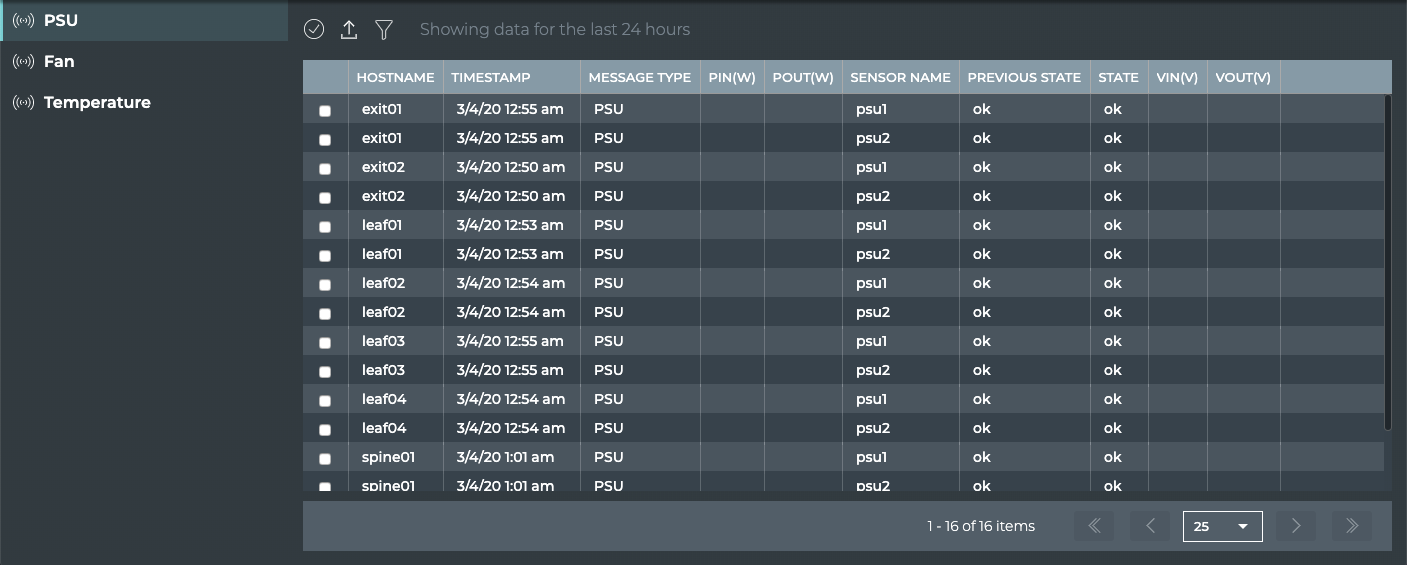 PSU
Fan
Temperature
Showing data for the last 24 hours
HOSTNAME TIMESTAMP MESSAGE TYPE PIN(W) POUT(W) SENSOR NAME PREVIOUS STATE STATE VIN(V) VOUT(V)
exit01 3/4/20 12:55 am PSU psu1 ok ok
exit01 3/4/20 12:55 am PSU psu2 ok ok
exit02 3/4/20 12:50 am PSU psu1 ok ok
exit02 3/4/20 12:50 am PSU psu2 ok ok
leaf01 3/4/20 12:53 am PSU psu1 ok ok
leaf01 3/4/20 12:53 am PSU psu2 ok ok
leaf02 3/4/20 12:54 am PSU psu1 ok ok
leaf02 3/4/20 12:54 am PSU psu2 ok ok
leaf03 3/4/20 12:55 am PSU psu1 ok ok
leaf03 3/4/20 12:55 am PSU psu2 ok ok
leaf04 3/4/20 12:54 am PSU psu1 ok ok
leaf04 3/4/20 12:54 am PSU psu2 ok ok
spine01 3/4/20 1:01 am PSU psu1 ok ok
spine01 3/4/20 1:01 am PSU psu2 ok ok
1 - 16 of 16 items 25